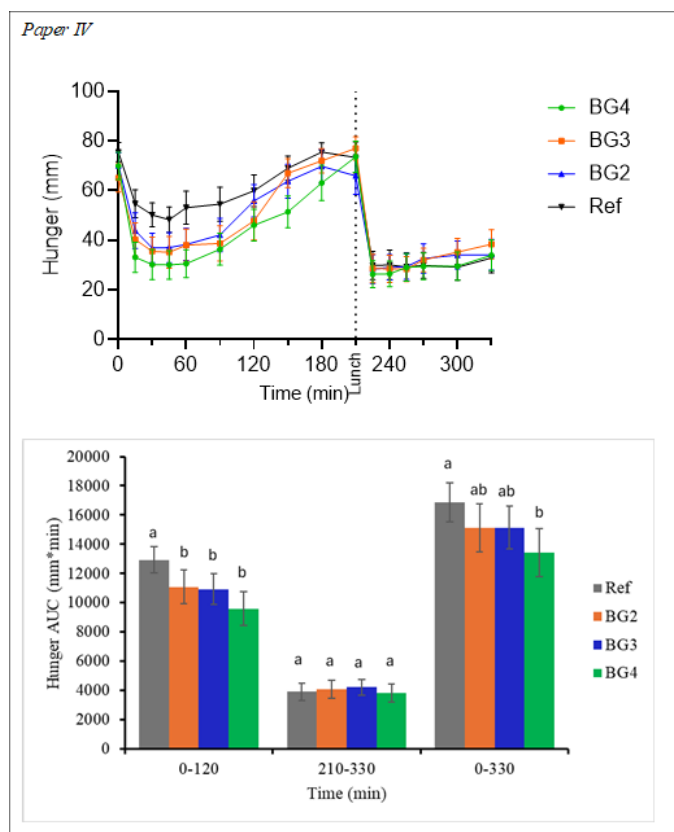 Paper IV
100
80
60
40
20
0
Hunger (mm)
0 60 120 180 240 300
Time (min)
Lunch
BG4
BG3
BG2
Ref
20000
18000
16000
14000
12000
10000
8000
6000
4000
2000
0
Hunger AUC (mm*min)
a b b b
a a a a
a ab ab b
0-120 210-330 0-330
Time (min)
Ref
BG2
BG3
BG4